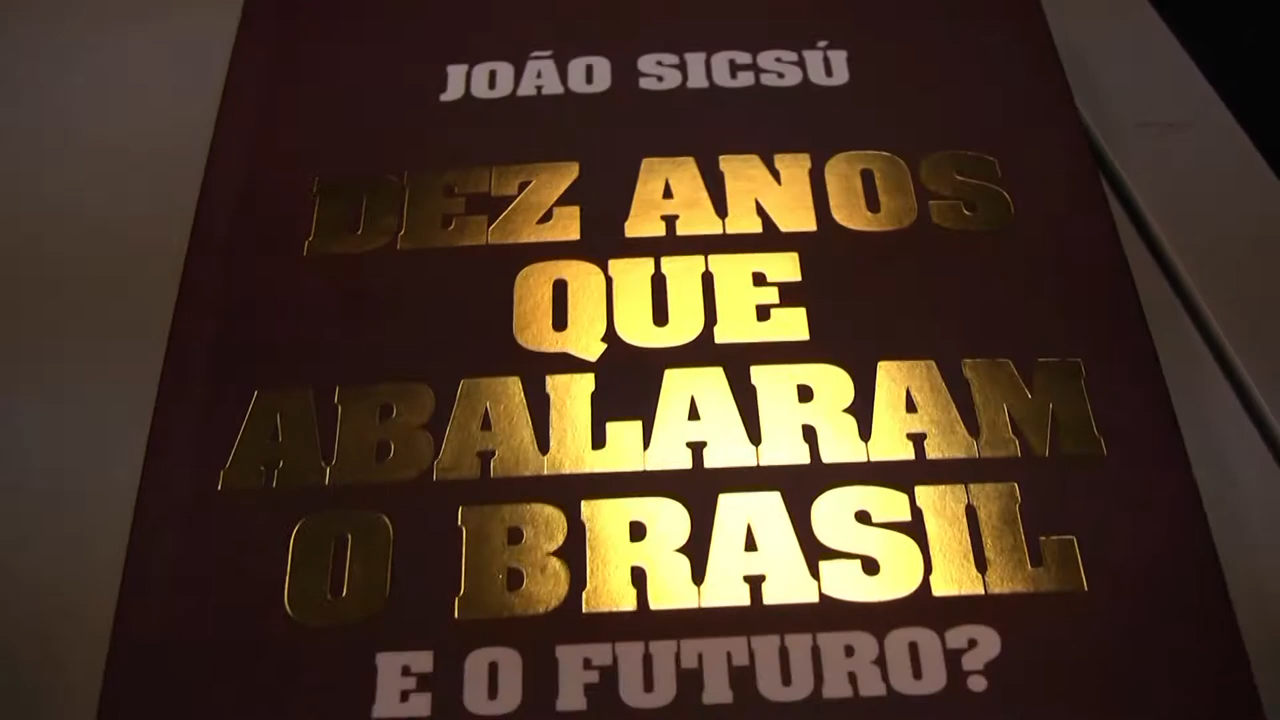 JOÃO SICSÚ
DEZ ANOS
QUE
ABALARAM
O BRASIL
E O FUTURO?